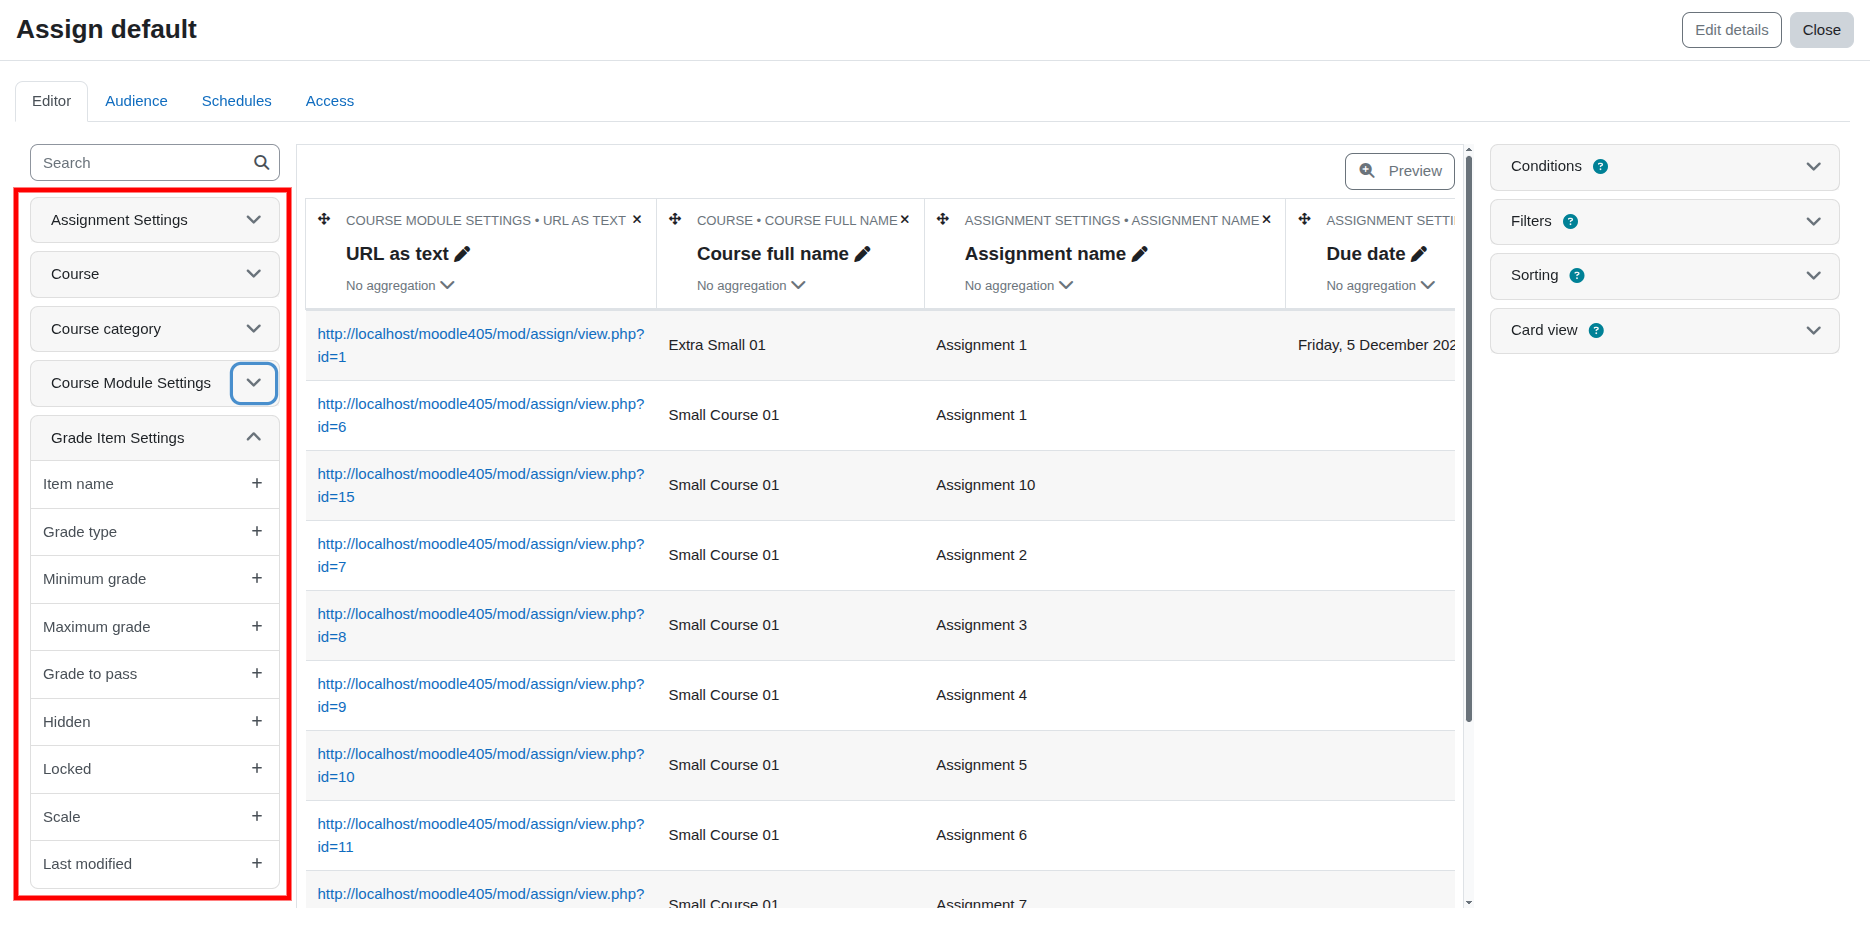 Assign default
Edit details
Close
Editor
Audience
Schedules
Access
Search
Assignment Settings
Course
Course category
Course Module Settings
Grade Item Settings
Item name
Grade type
Minimum grade
Maximum grade
Grade to pass
Hidden
Locked
Scale
Last modified
Preview
COURSE MODULE SETTINGS • URL AS TEXT
URL as text
No aggregation
COURSE • COURSE FULL NAME
Course full name
No aggregation
ASSIGNMENT SETTINGS • ASSIGNMENT NAME
Assignment name
No aggregation
ASSIGNMENT SETTI
Due date
No aggregation
http://localhost/moodle405/mod/assign/view.php?
id=1
Extra Small 01
Assignment 1
Friday, 5 December 202
http://localhost/moodle405/mod/assign/view.php?
id=6
Small Course 01
Assignment 1
http://localhost/moodle405/mod/assign/view.php?
id=15
Small Course 01
Assignment 10
http://localhost/moodle405/mod/assign/view.php?
id=7
Small Course 01
Assignment 2
http://localhost/moodle405/mod/assign/view.php?
id=8
Small Course 01
Assignment 3
http://localhost/moodle405/mod/assign/view.php?
id=9
Small Course 01
Assignment 4
http://localhost/moodle405/mod/assign/view.php?
id=10
Small Course 01
Assignment 5
http://localhost/moodle405/mod/assign/view.php?
id=11
Small Course 01
Assignment 6
http://localhost/moodle405/mod/assign/view.php?
Small Course 01
Assignment 7
Conditions ?
Filters ?
Sorting ?
Card view ?